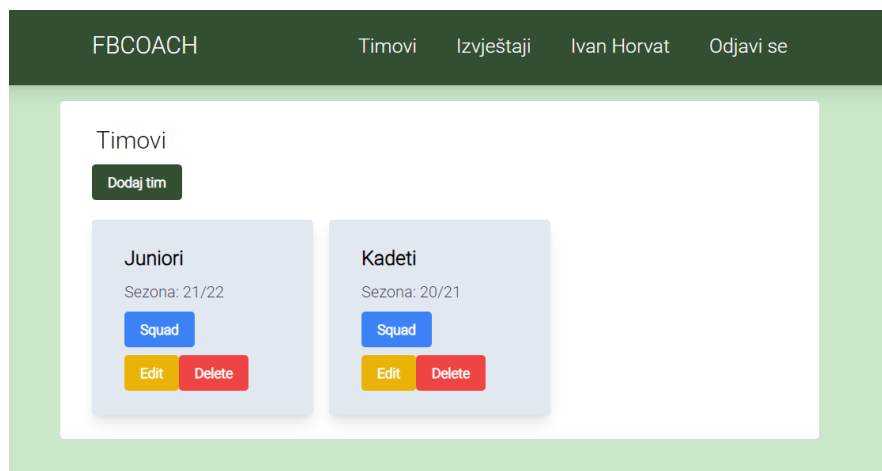 FBCOACH Timovi Izvještaji Ivan Horvat Odjavi se
Timovi
Dodaj tim
Juniori
Sezona: 21/22
Squad
Edit Delete
Kadeti
Sezona: 20/21
Squad
Edit Delete